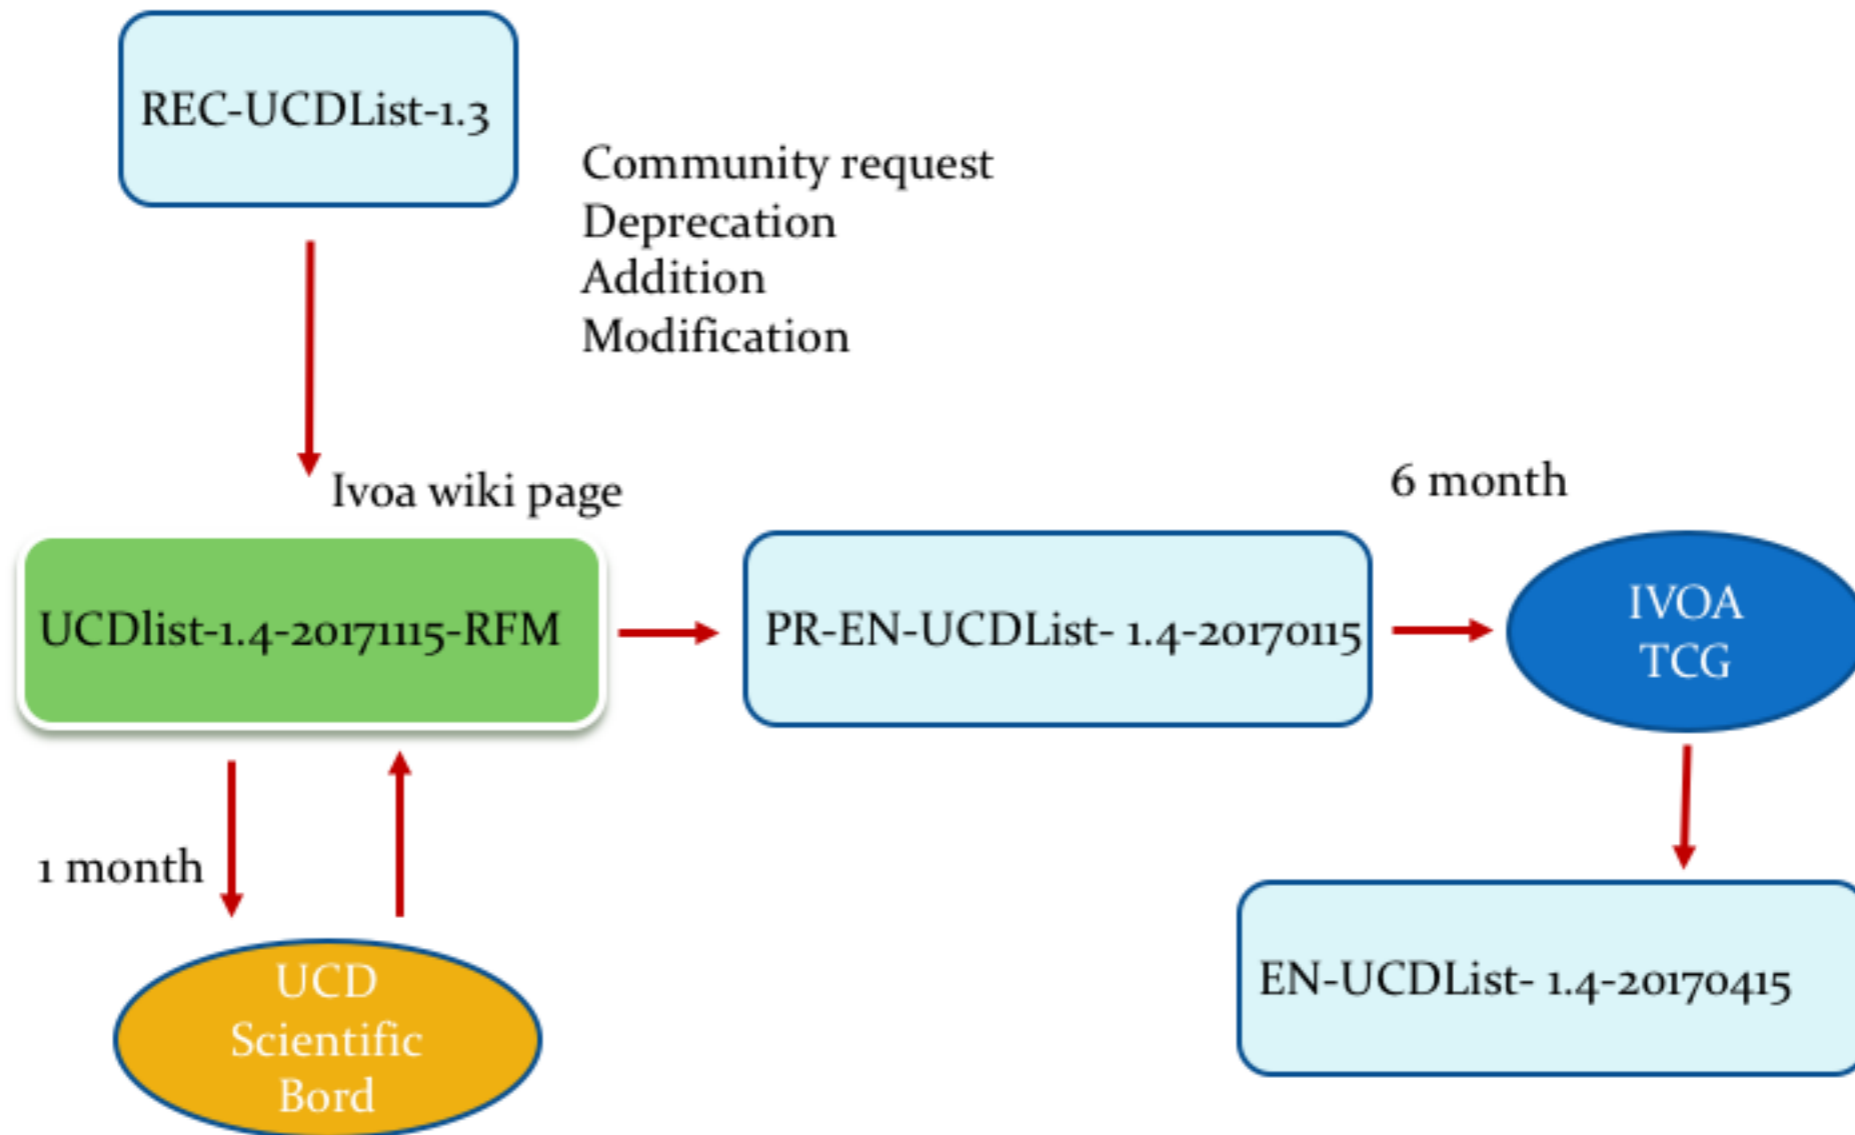 REC-UCDList-1.3
Community request
Deprecation
Addition
Modification
Ivoa wiki page
6 month
UCDlist-1.4-20171115-RFM
PR-EN-UCDList- 1.4-20170115
IVOA
TCG
1 month
UCD
Scientific
Bord
EN-UCDList- 1.4-20170415